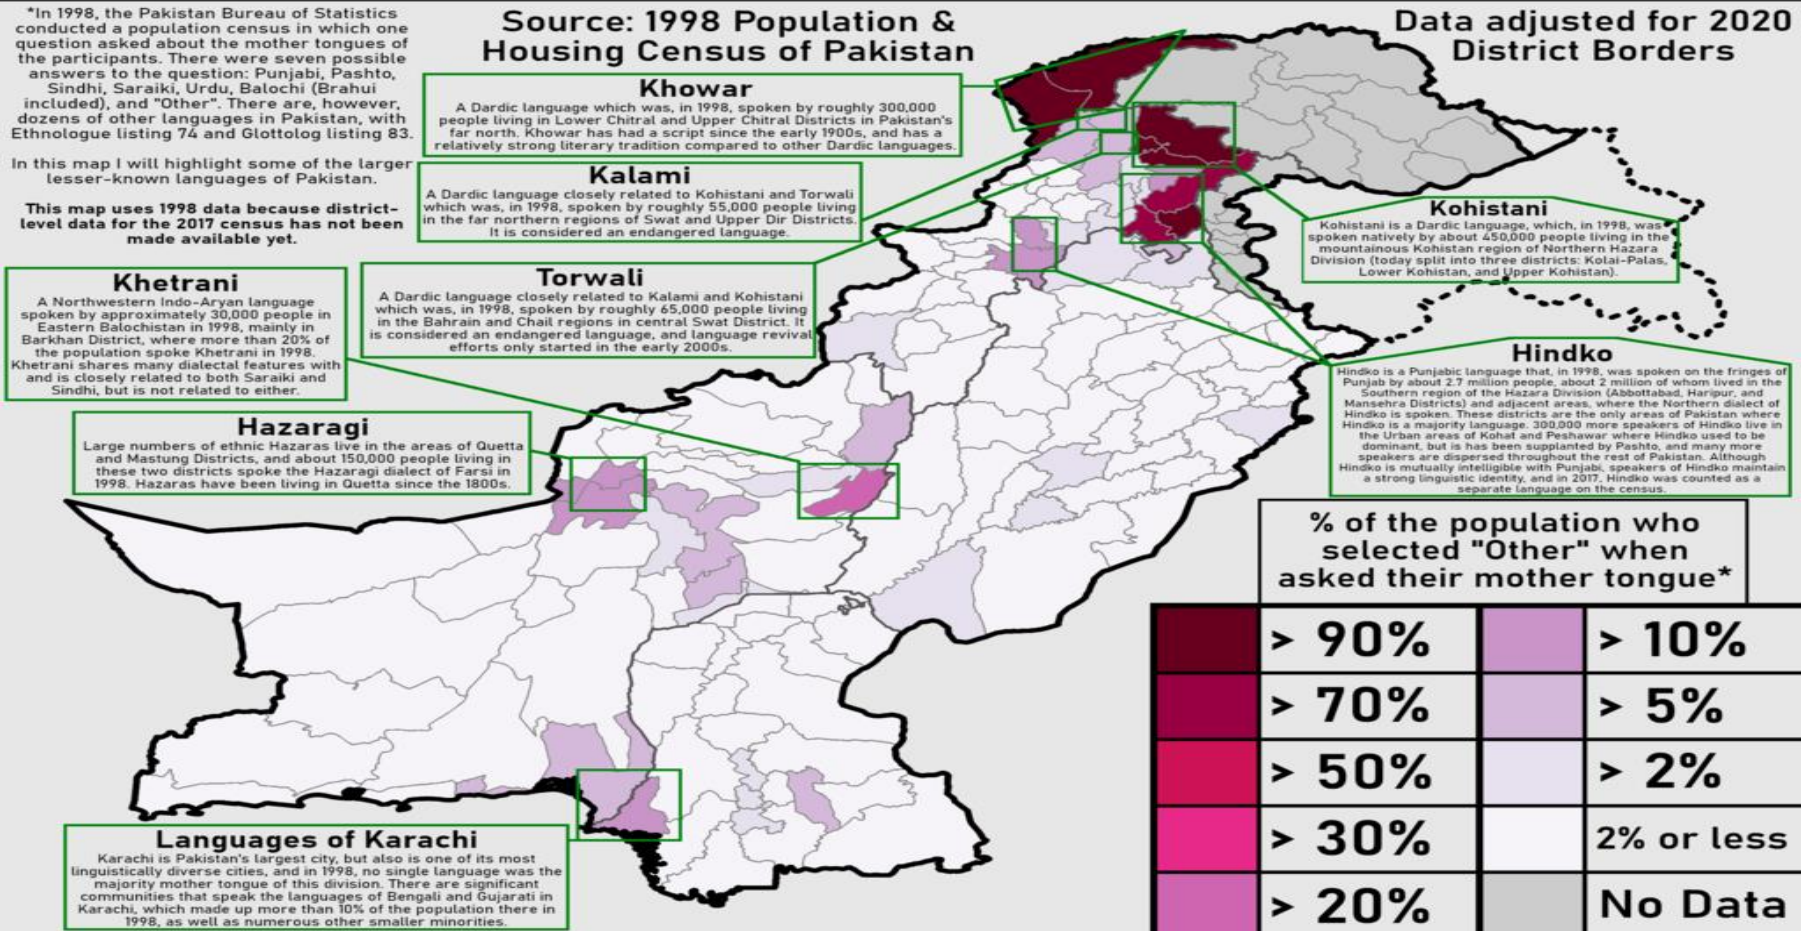 *In 1998, the Pakistan Bureau of Statistics
conducted a population census in which one
question asked about the mother tongues of
the participants. There were seven possible
answers to the question: Punjabi, Pashto,
Sindhi, Saraiki, Urdu, Balochi (Brahui
included), and "Other". There are, however,
dozens of other languages in Pakistan, with
Ethnologue listing 74 and Glottolog listing 83.
In this map I will highlight some of the larger
lesser-known languages of Pakistan.
This map uses 1998 data because district-
level data for the 2017 census has not been
made available yet.
Source: 1998 Population &
Housing Census of Pakistan
Data adjusted for 2020
District Borders
Khowar
A Dardic language which was, in 1998, spoken by roughly 300,000
people living in Lower Chitral and Upper Chitral Districts in Pakistan's
far north. Khowar has had a script since the early 1900s, and has a
relatively strong literary tradition compared to other Dardic languages.
Kalami
A Dardic language closely related to Kohistani and Torwali
which was, in 1998, spoken by roughly 55,000 people living
in the far northern regions of Swat and Upper Dir Districts.
It is considered an endangered language.
Kohistani
Kohistani is a Dardic language, which, in 1998, was
spoken natively by about 450,000 people living in the
mountainous Kohistan region of Northern Hazara
Division (today split into three districts: Kolai-Palas,
Lower Kohistan, and Upper Kohistan).
Torwali
A Dardic language closely related to Kalami and Kohistani
which was, in 1998, spoken by roughly 65,000 people living
in the Bahrain and Chail regions in central Swat District. It
is considered an endangered language, and language revival
efforts only started in the early 2000s.
Khetrani
A Northwestern Indo-Aryan language
spoken by approximately 30,000 people in
Eastern Balochistan in 1998, mainly in
Barkhan District, where more than 20% of
the population spoke Khetrani in 1998.
Khetrani shares many dialectal features with
and is closely related to both Saraiki and
Sindhi, but is not related to either.
Hindko
Hindko is a Punjabic language that, in 1998, was spoken on the fringes of
Punjab by about 2.7 million people, about 2 million of whom lived in the
Southern region of the Hazara Division (Abbottabad, Haripur, and
Mansehra Districts) and adjacent areas, where the Northern dialect of
Hindko is spoken. These districts are the only areas of Pakistan where
Hindko is a majority language. 300,000 more speakers of Hindko live in
the Urban areas of Kohat and Peshawar where Hindko used to be
dominant, but is has been supplanted by Pashto, and many more
speakers are dispersed throughout the rest of Pakistan. Although
Hindko is mutually intelligible with Punjabi, speakers of Hindko maintain
a strong linguistic identity, and in 2017, Hindko was counted as a
separate language on the census.
Hazaragi
Large numbers of ethnic Hazaras live in the areas of Quetta
and Mastung Districts, and about 150,000 people living in
these two districts spoke the Hazaragi dialect of Farsi in
1998. Hazaras have been living in Quetta since the 1800s.
Languages of Karachi
Karachi is Pakistan's largest city, but also is one of its most
linguistically diverse cities, and in 1998, no single language was the
majority mother tongue of this division. There are significant
communities that speak the languages of Bengali and Gujarati in
Karachi, which made up more than 10% of the population there in
1998, as well as numerous other smaller minorities.
% of the population who
selected "Other" when
asked their mother tongue*
> 90%
> 10%
> 70%
> 5%
> 50%
> 2%
> 30%
2% or less
> 20%
No Data